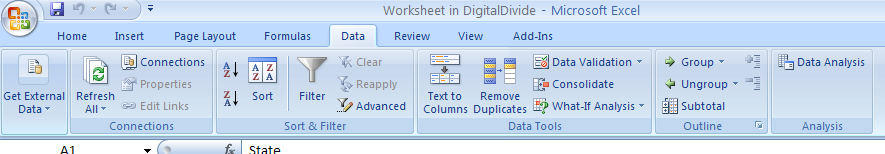 Worksheet in DigitalDivide - Microsoft Excel
Home Insert Page Layout Formulas Data Review View Add-Ins
Get External Data
Refresh All
Connections
Properties
Edit Links
Connections
A Z
Z A
A Z Z A
Sort
Filter
Clear
Reapply
Advanced
Sort & Filter
Text to Columns
Remove Duplicates
Data Validation
Consolidate
What-If Analysis
Data Tools
Group
Ungroup
Subtotal
Outline
Data Analysis
Analysis
A1 fx State